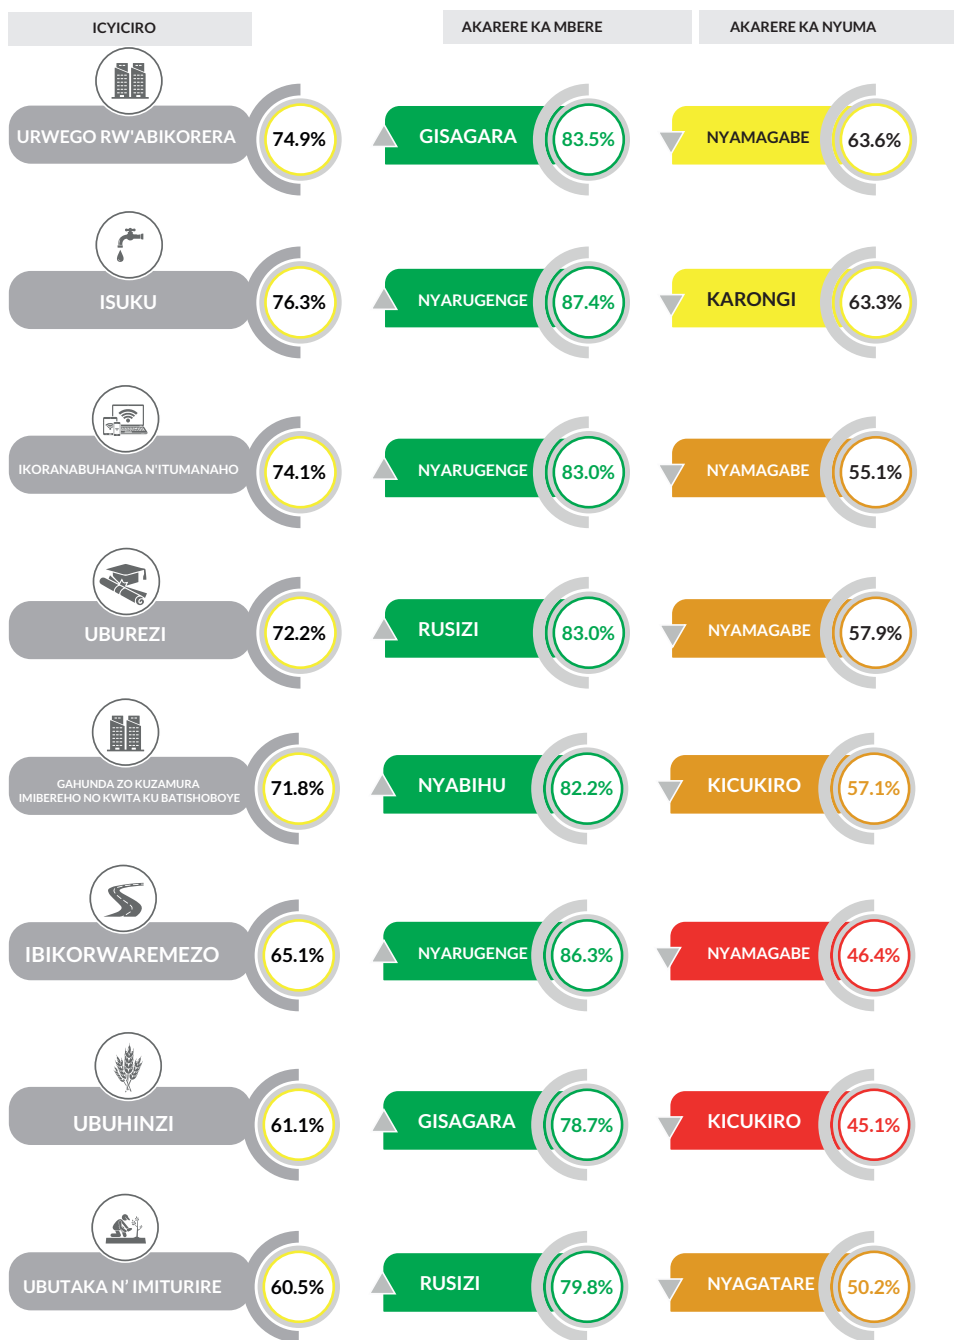 ICYICIRO
AKARERE KA MBERE
AKARERE KA NYUMA
URWEGO RW'ABIKORERA
74.9%
GISAGARA
83.5%
NYAMAGABE
63.6%
ISUKU
76.3%
NYARUGENGE
87.4%
KARONGI
63.3%
IKORANABUHANGA N'ITUMANAHO
74.1%
NYARUGENGE
83.0%
NYAMAGABE
55.1%
UBUREZI
72.2%
RUSIZI
83.0%
NYAMAGABE
57.9%
GAHUNDA ZO KUZAMURA
IMIBEREHO NO KWITA KU BATISHOBOYE
71.8%
NYABIHU
82.2%
KICUKIRO
57.1%
IBIKORWAREMEZO
65.1%
NYARUGENGE
86.3%
NYAMAGABE
46.4%
UBUHINZI
61.1%
GISAGARA
78.7%
KICUKIRO
45.1%
UBUTAKA N' IMITURIRE
60.5%
RUSIZI
79.8%
NYAGATARE
50.2%